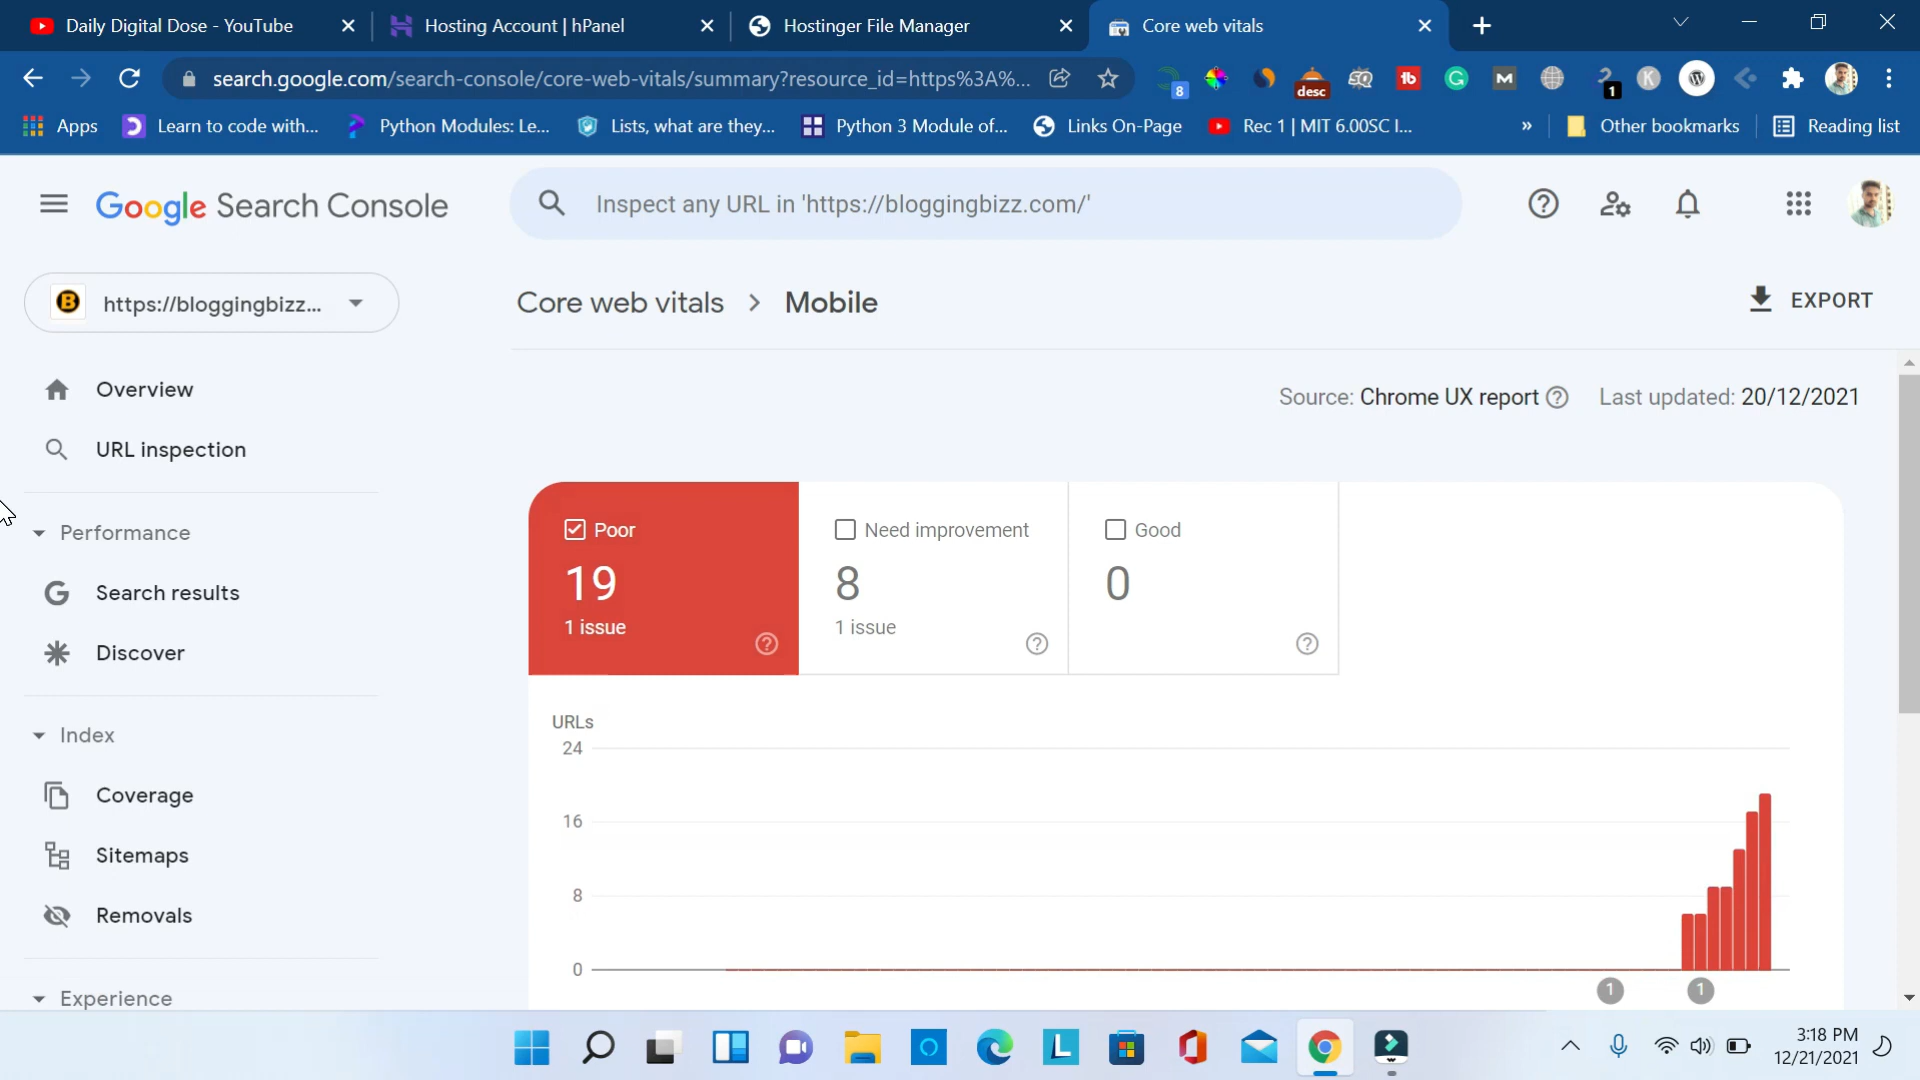 Daily Digital Dose - YouTube
Hosting Account | hPanel
Hostinger File Manager
Core web vitals
search.google.com/search-console/core-web-vitals/summary?resource_id=https%3A%...
8
desc
SQ
1b
G
M
1
K
Apps
Learn to code with...
Python Modules: Le...
Lists, what are they,...
Python 3 Module of...
Links On-Page
Rec 1 | MIT 6.00SC I...
»
Other bookmarks
Reading list
Google Search Console
Inspect any URL in 'https://bloggingbizz.com/'
B
https://bloggingbizz...
Core web vitals > Mobile
EXPORT
Overview
URL inspection
Performance
Search results
Discover
Index
Coverage
Sitemaps
Removals
Experience
Source: Chrome UX report
Last updated: 20/12/2021
Poor
19
1 issue
Need improvement
8
1 issue
Good
0
URLs
24
16
8
0
1
1
L
3:18 PM
12/21/2021